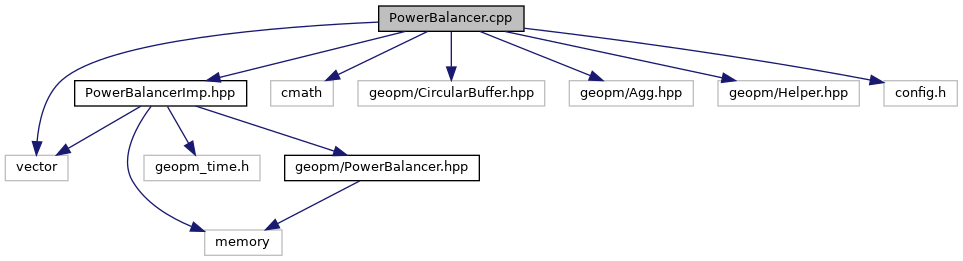 PowerBalancer.cpp
PowerBalancerImp.hpp
cmath
geopm/CircularBuffer.hpp
geopm/Agg.hpp
geopm/Helper.hpp
config.h
vector
geopm_time.h
geopm/PowerBalancer.hpp
memory